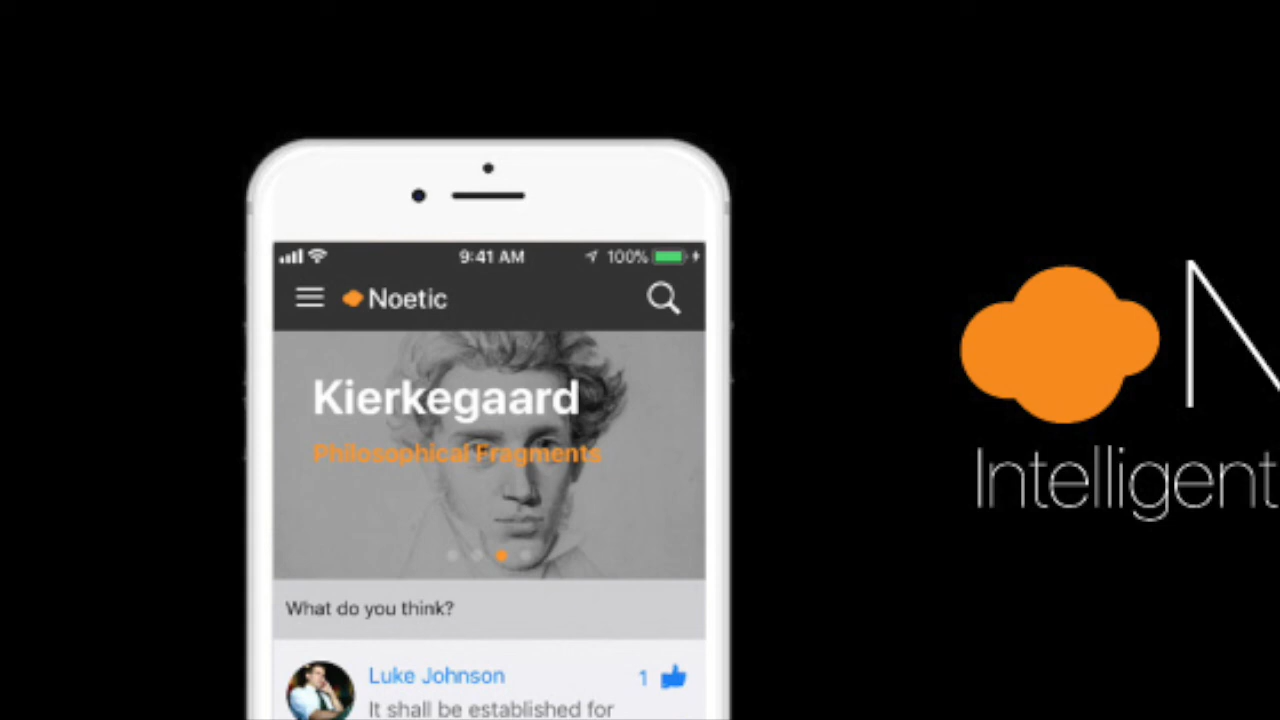 9:41 AM 100%
Noetic
Kierkegaard
Philosophical Fragments
What do you think?
Luke Johnson 1
It shall be established for
N
Intelligent